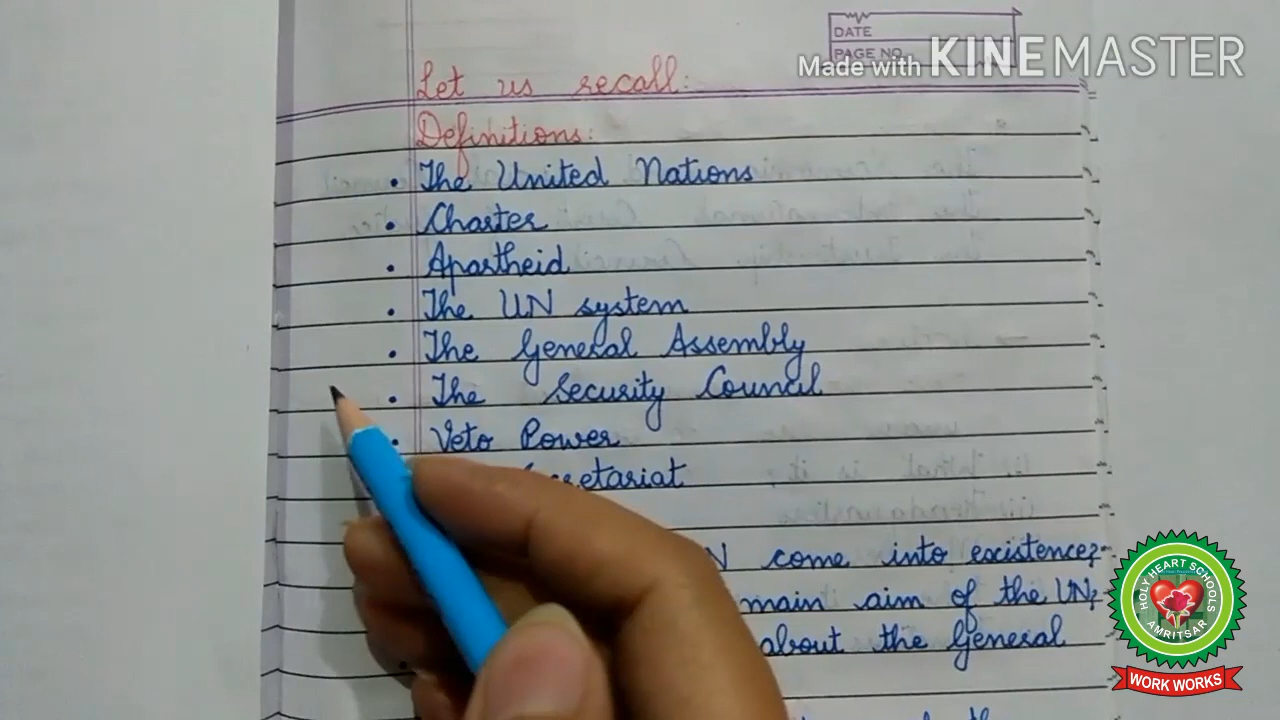 DATE
PAGE NO.
Made with KINEMASTER
Let us recall:
Definitions:
• The United Nations
• Charter
• Apartheid
• The UN system
• The General Assembly
• The Security Council
• Veto Power
Secretariat
come into existence?
main aim of the UN?
about the General
HOLY HEART SCHOOLS
AMRITSAR
WORK WORKS